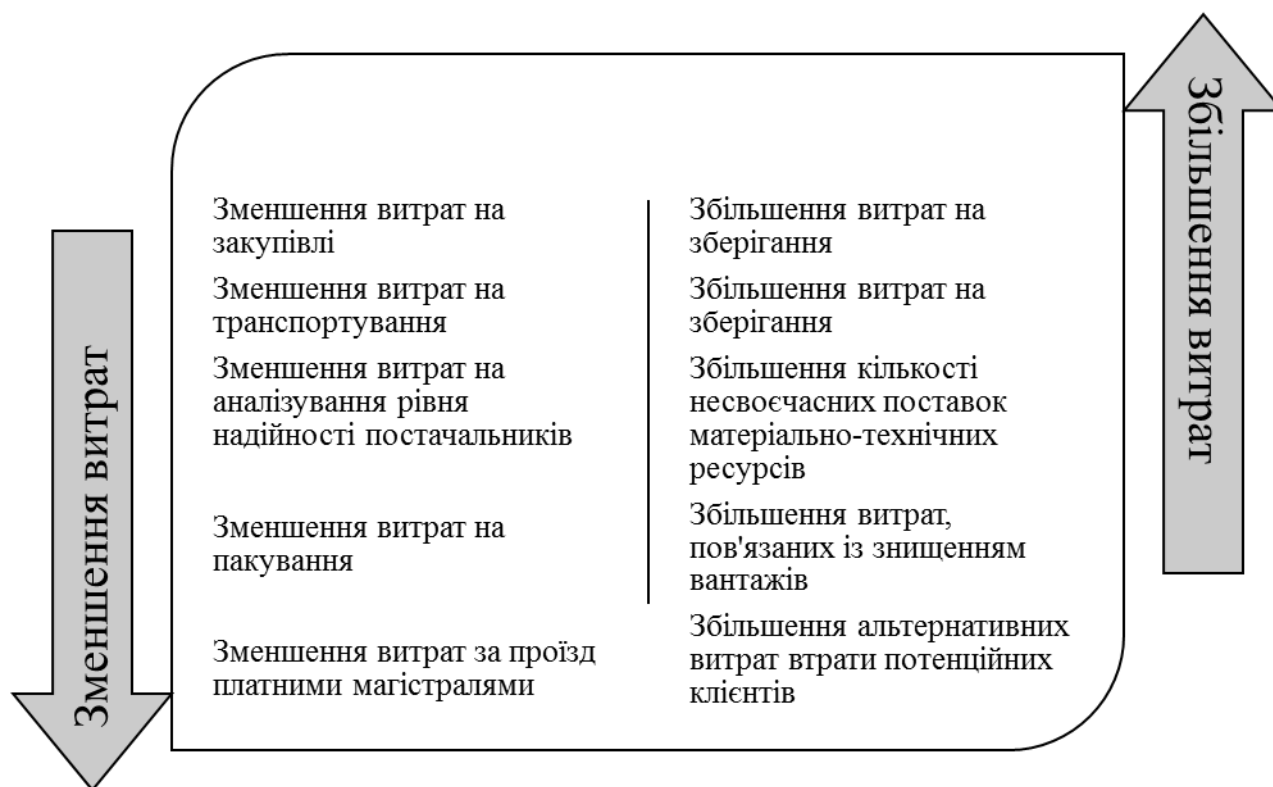 Зменшення витрат
Зменшення витрат на
закупівлі
Зменшення витрат на
транспортування
Зменшення витрат на
аналізування рівня
надійності постачальників
Зменшення витрат на
пакування
Зменшення витрат за проїзд
платними магістралями
Збільшення витрат на
зберігання
Збільшення витрат на
зберігання
Збільшення кількості
несвоєчасних поставок
матеріально-технічних
ресурсів
Збільшення витрат,
пов'язаних із знищенням
вантажів
Збільшення альтернативних
витрат втрати потенційних
клієнтів
Збільшення витрат